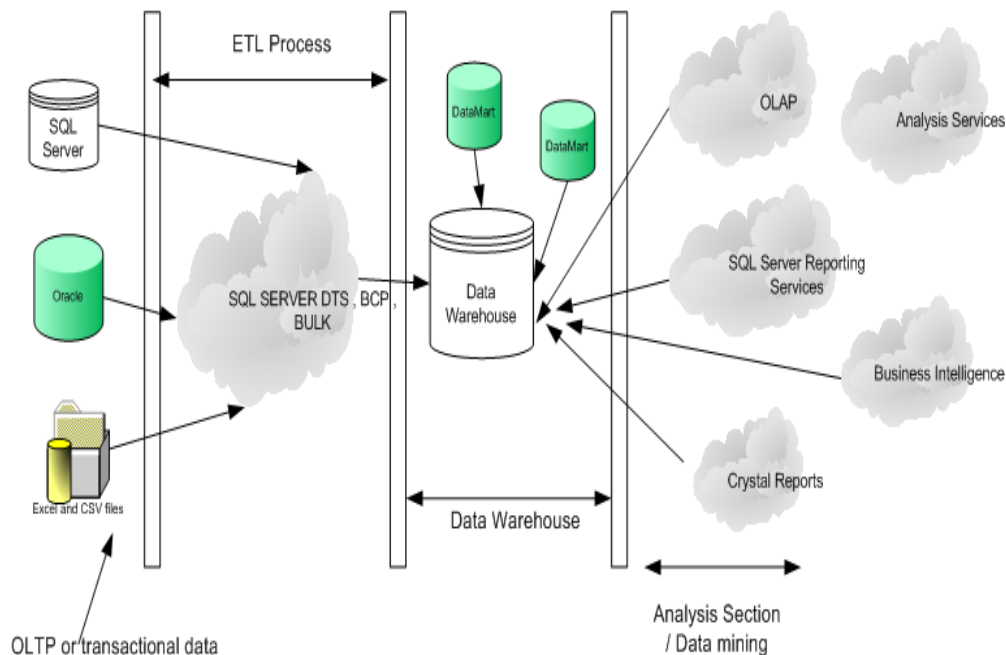 ETL Process
SQL
Server
DataMart
DataMart
OLAP
Analysis Services
Oracle
SQL SERVER DTS , BCP ,
BULK
Data
Warehouse
SQL Server Reporting
Services
Business Intelligence
Excel and CSV files
Crystal Reports
Data Warehouse
OLTP or transactional data
Analysis Section
/ Data mining